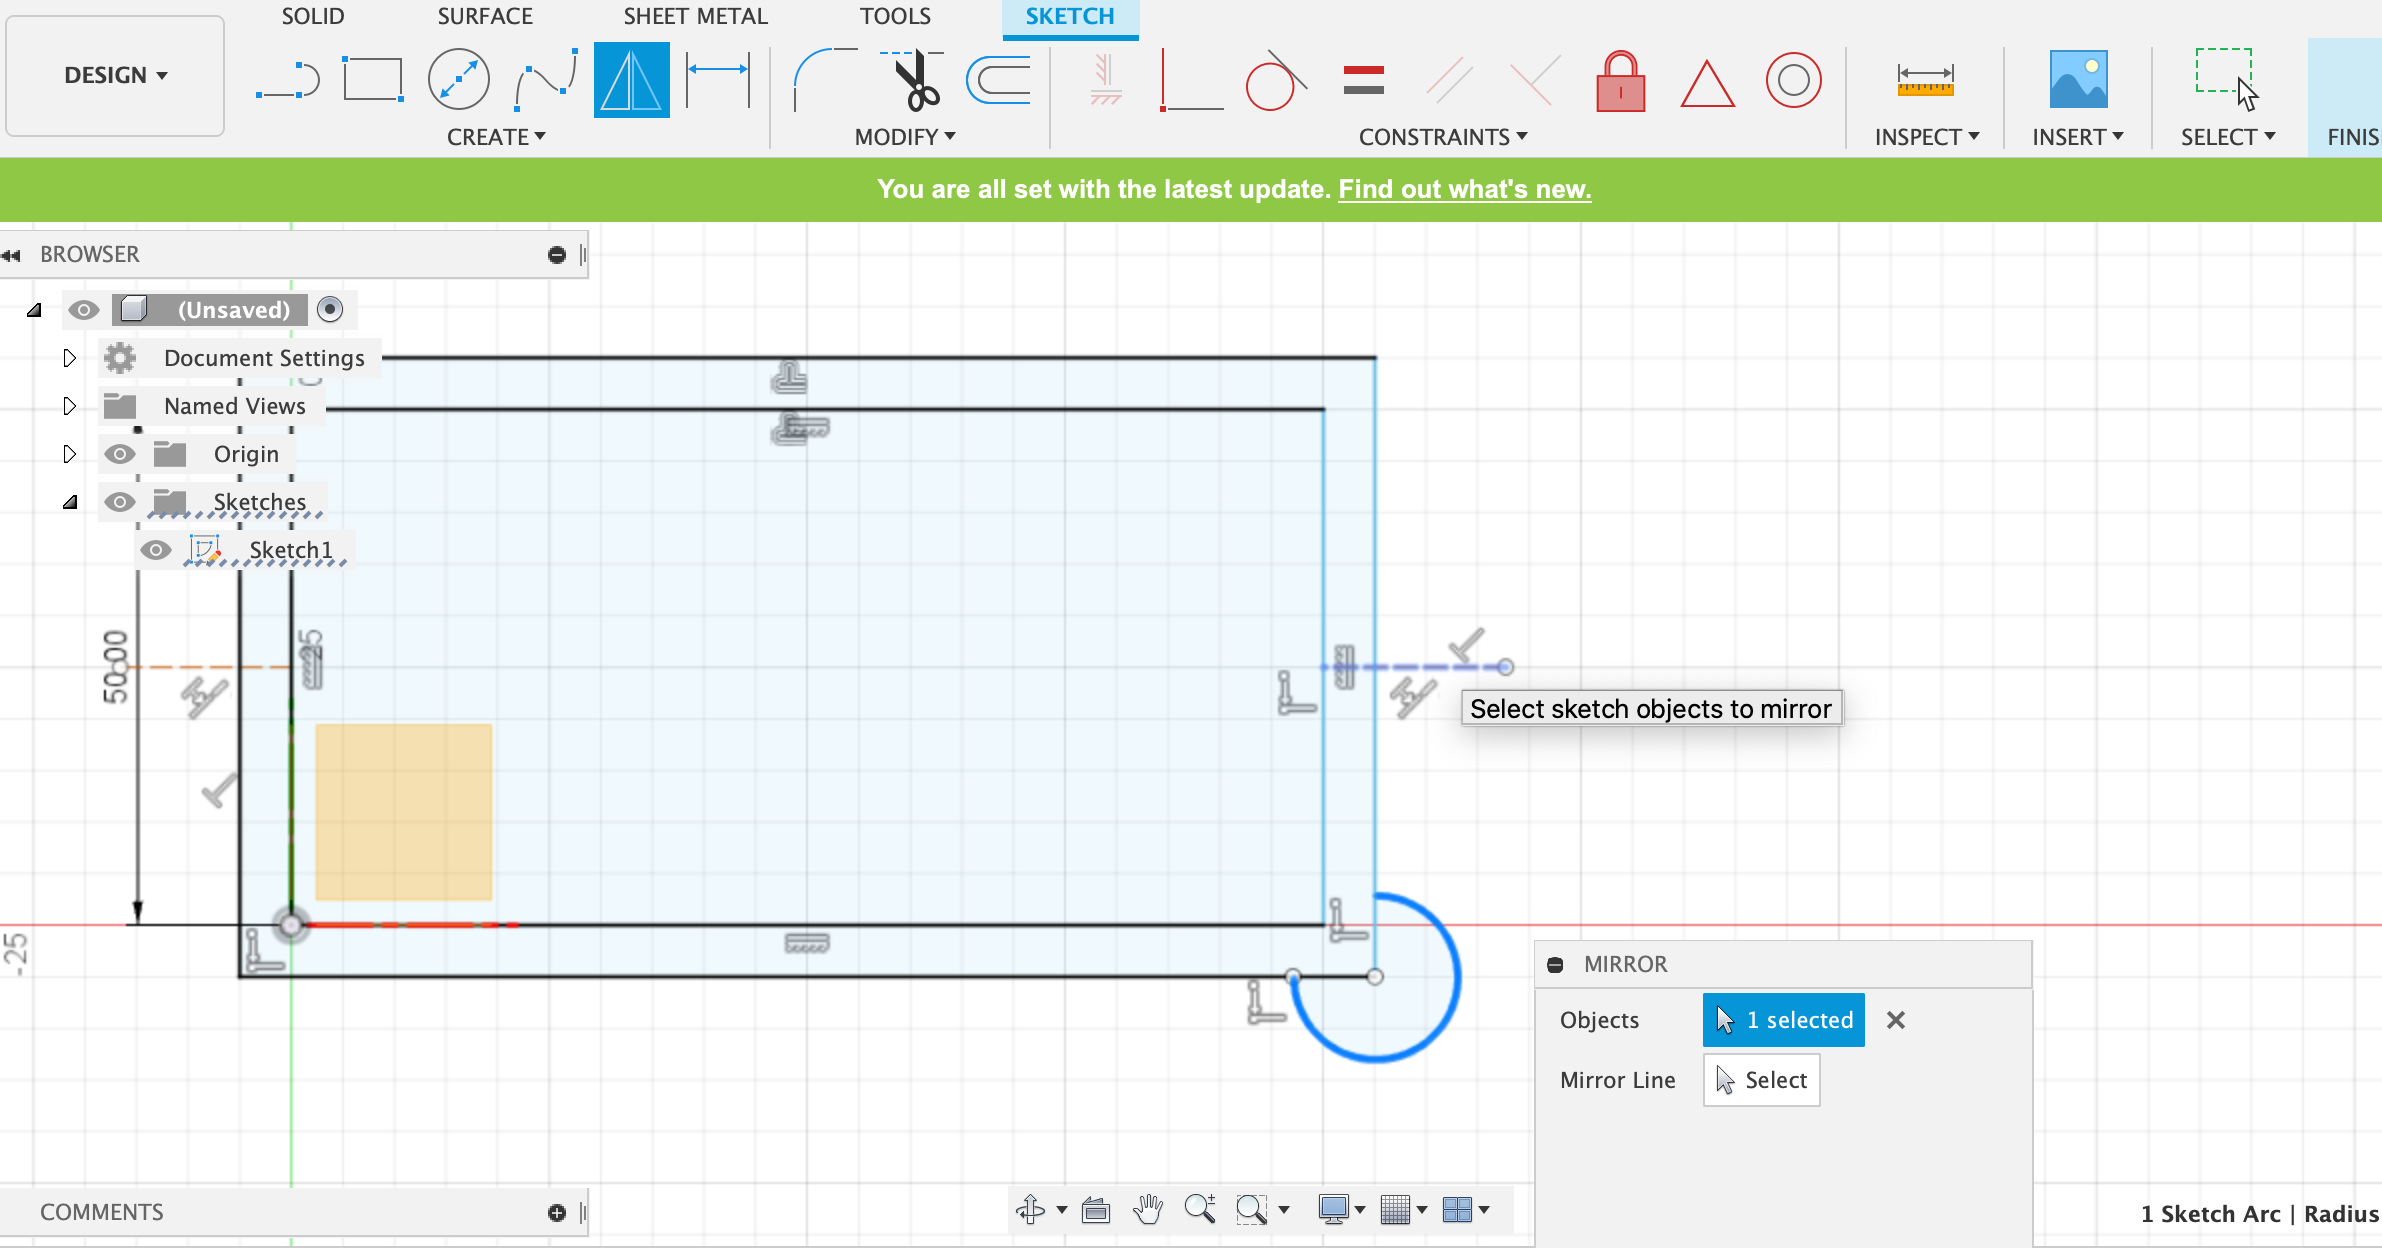 SOLID SURFACE SHEET METAL TOOLS SKETCH
DESIGN
CREATE MODIFY CONSTRAINTS INSPECT INSERT SELECT FINIS
You are all set with the latest update. Find out what's new.
BROWSER
(Unsaved)
Document Settings
Named Views
Origin
Sketches
Sketch1
50.00
25
Select sketch objects to mirror
-25
MIRROR
Objects 1 selected
Mirror Line Select
COMMENTS
1 Sketch Arc | Radius